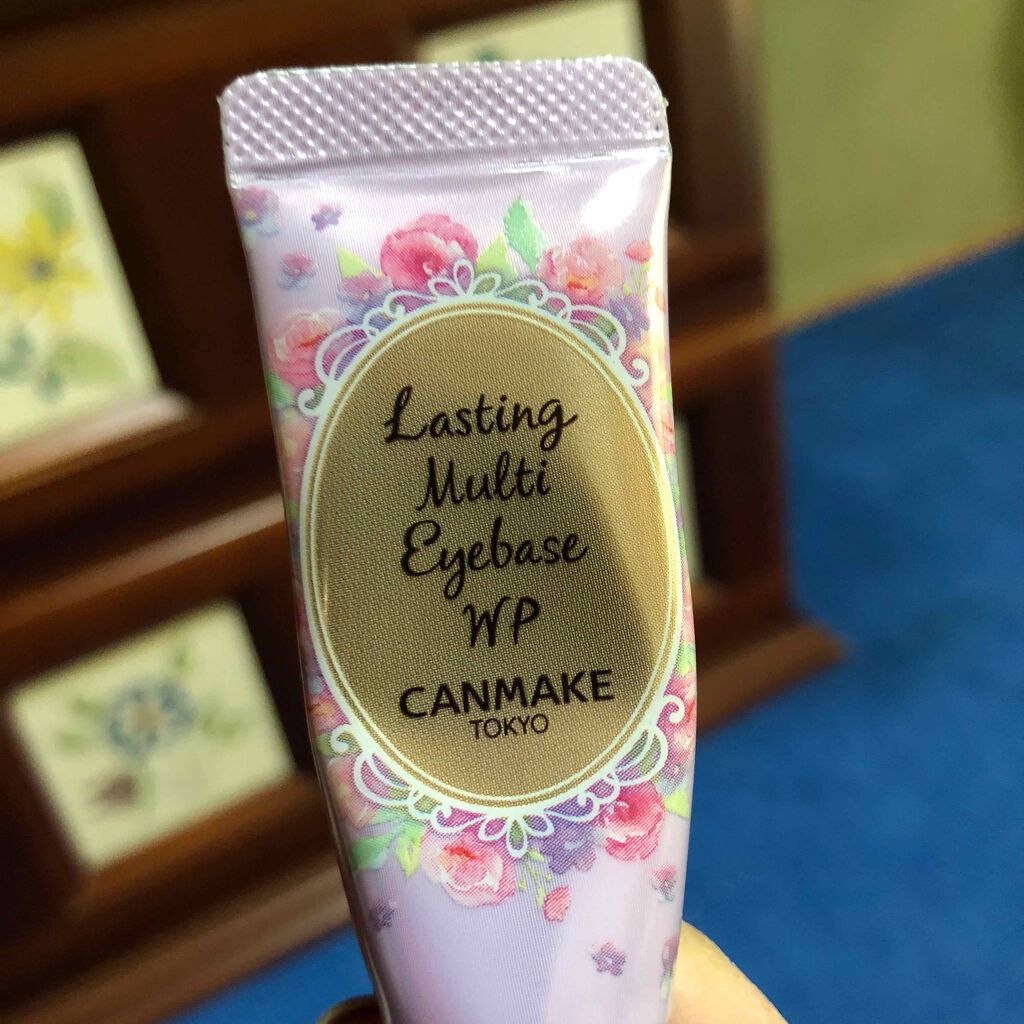 Lasting
Multi
Eyebase
WP
CANMAKE
TOKYO